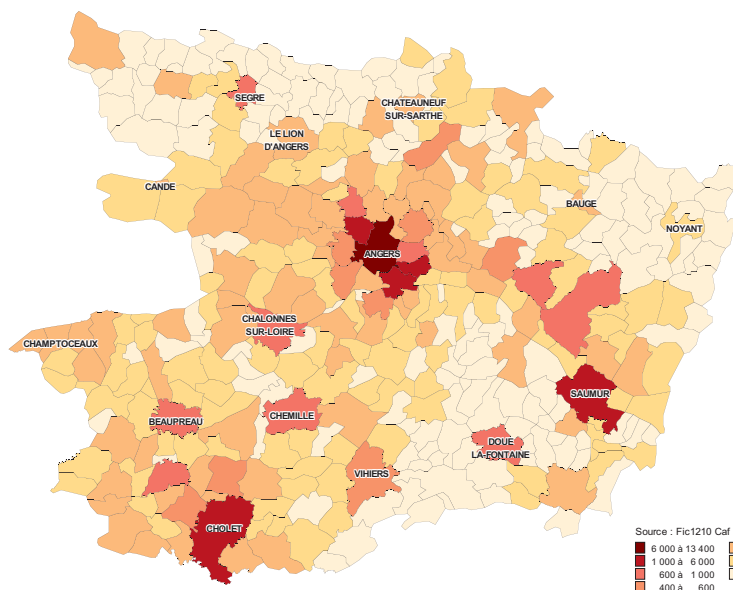 SEGRE
CHATEAUNEUF
SUR-SARTHE
LE LION
D'ANGERS
CANDE
BAUGE
NOYANT
ANGERS
CHALONNES
SUR-LOIRE
CHAMPTOCEAUX
SAUMUR
BEAUPREAU
CHEMILLE
DOUE
LA-FONTAINE
VIHIERS
CHOLET
Source : Fic1210 Caf
6 000 à 13 400
1 000 à 6 000
600 à 1 000
400 à 600